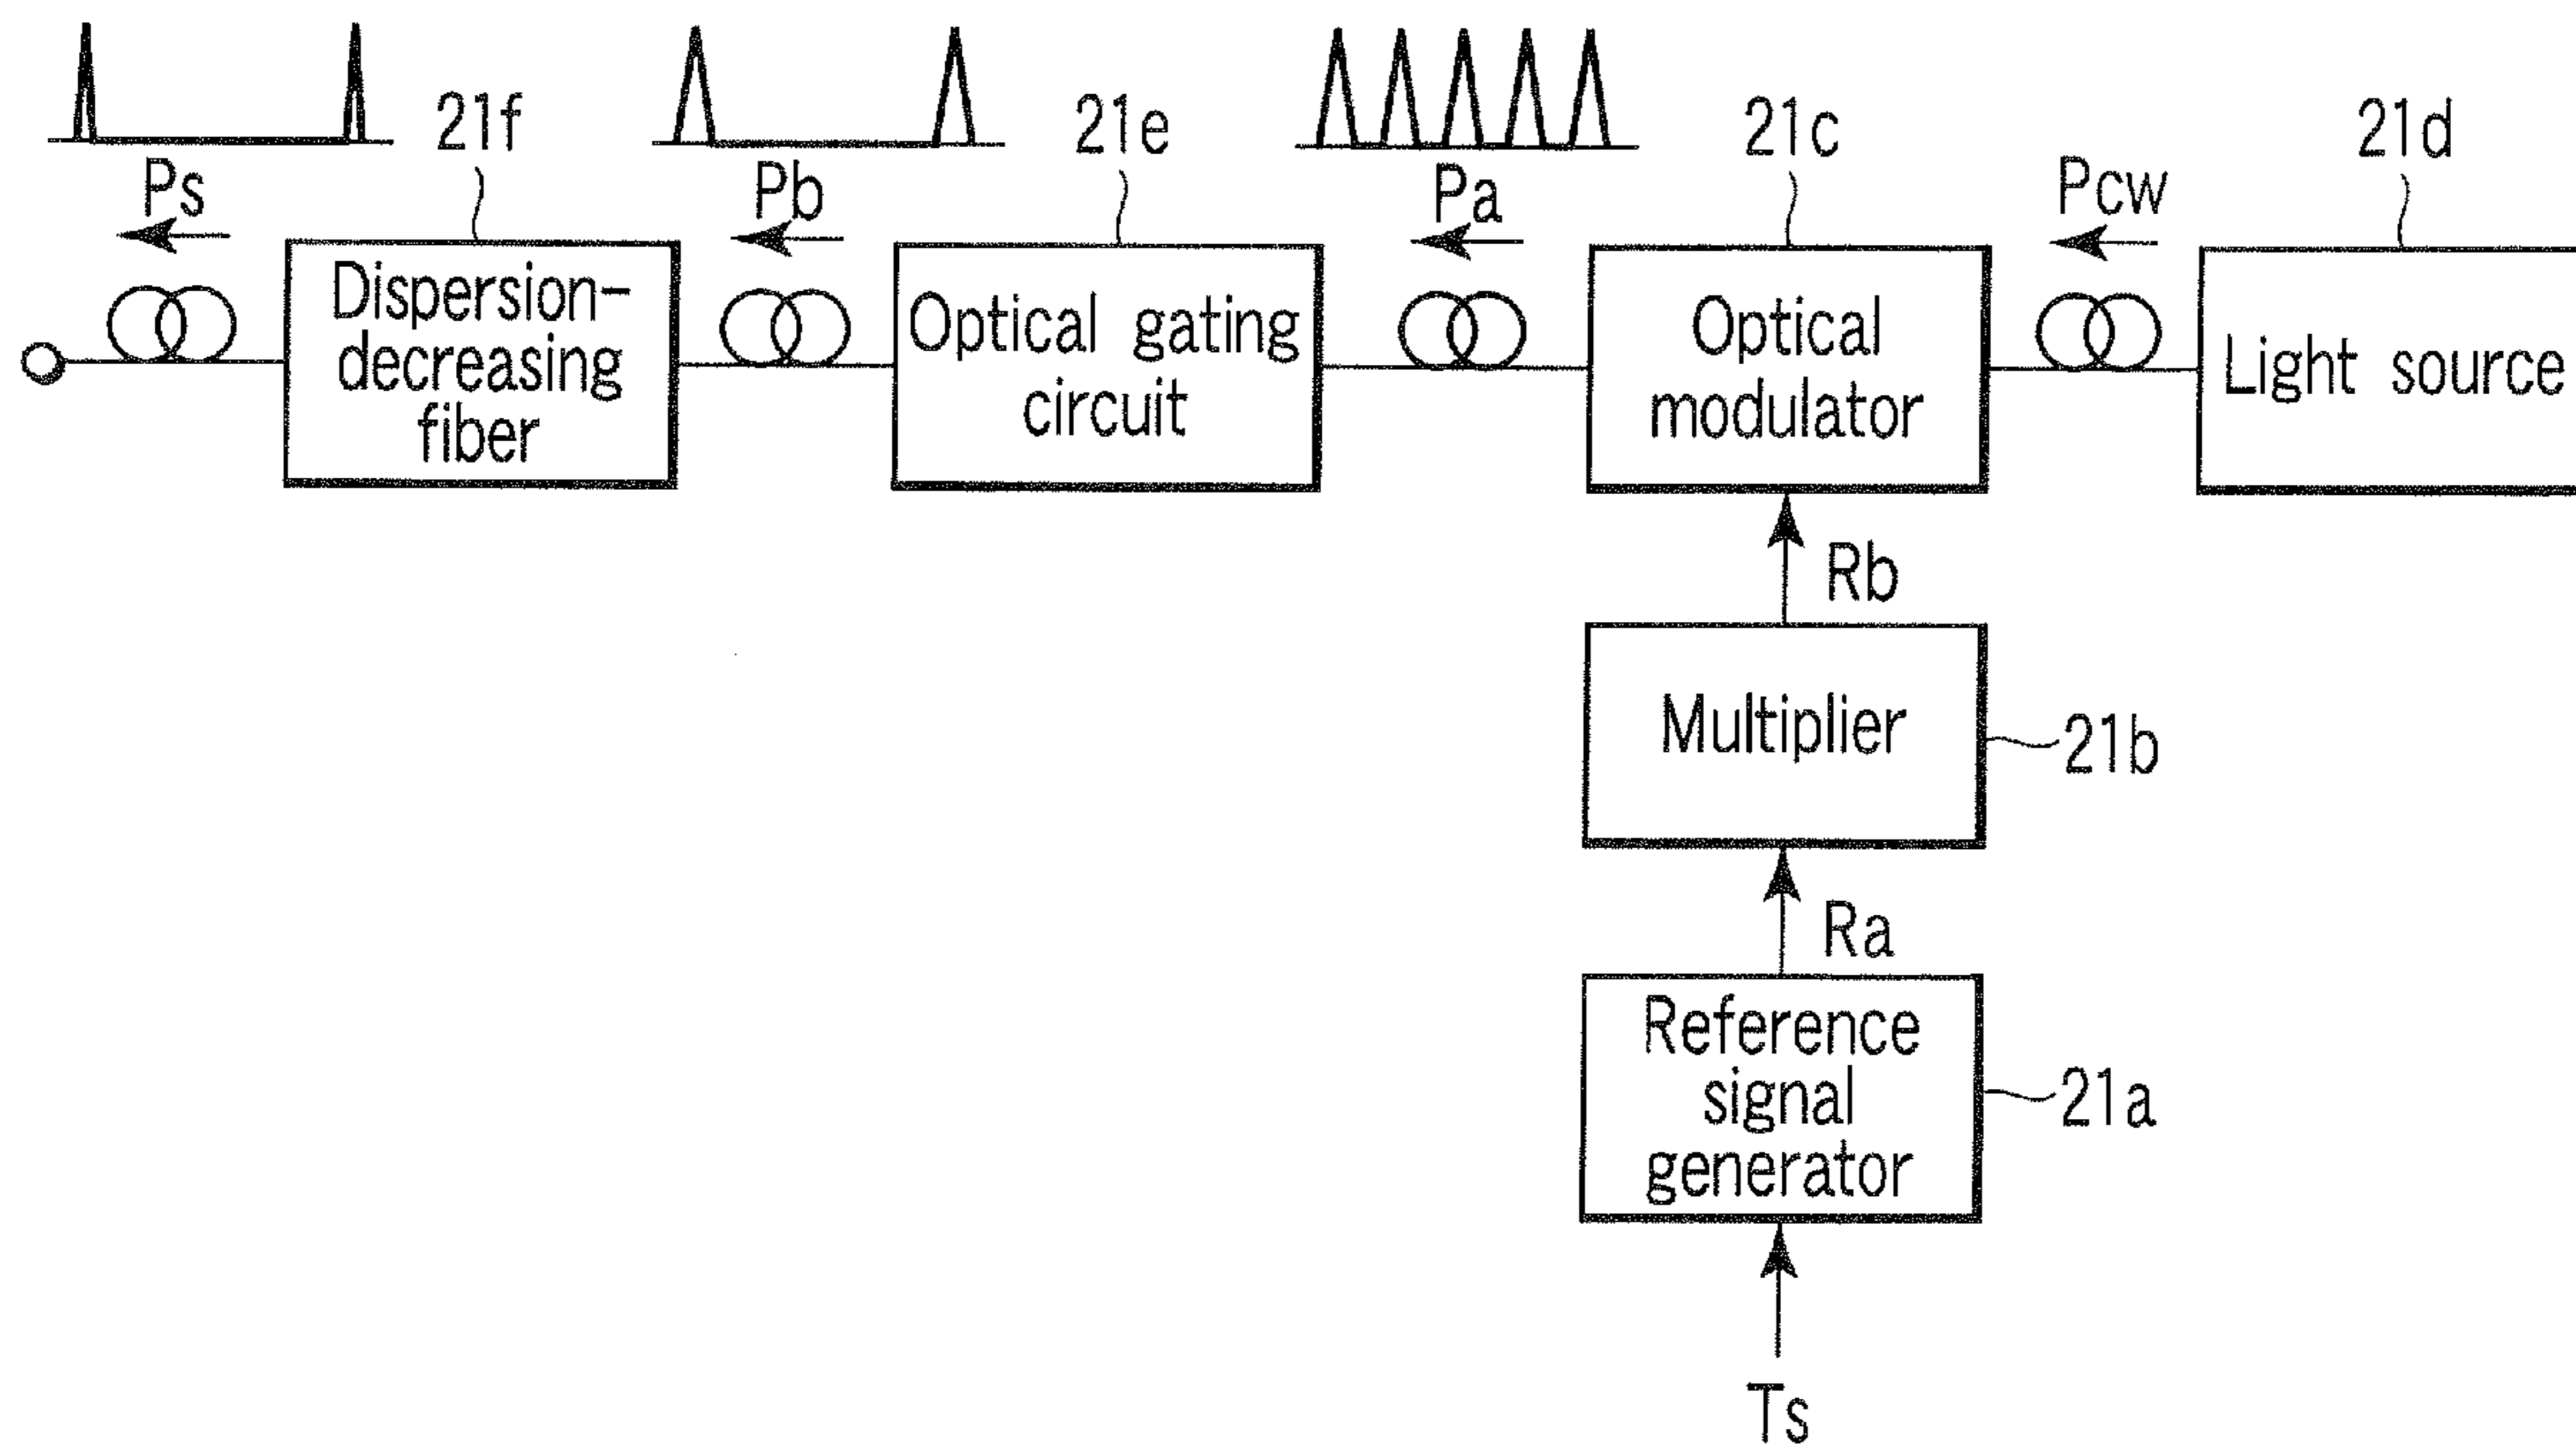 21f
21e
21c
21d
Ps
Pb
Pa
Pcw
Dispersion-
decreasing
fiber
Optical gating
circuit
Optical
modulator
Light source
Rb
Multiplier
21b
Ra
Reference
signal
generator
21a
Ts